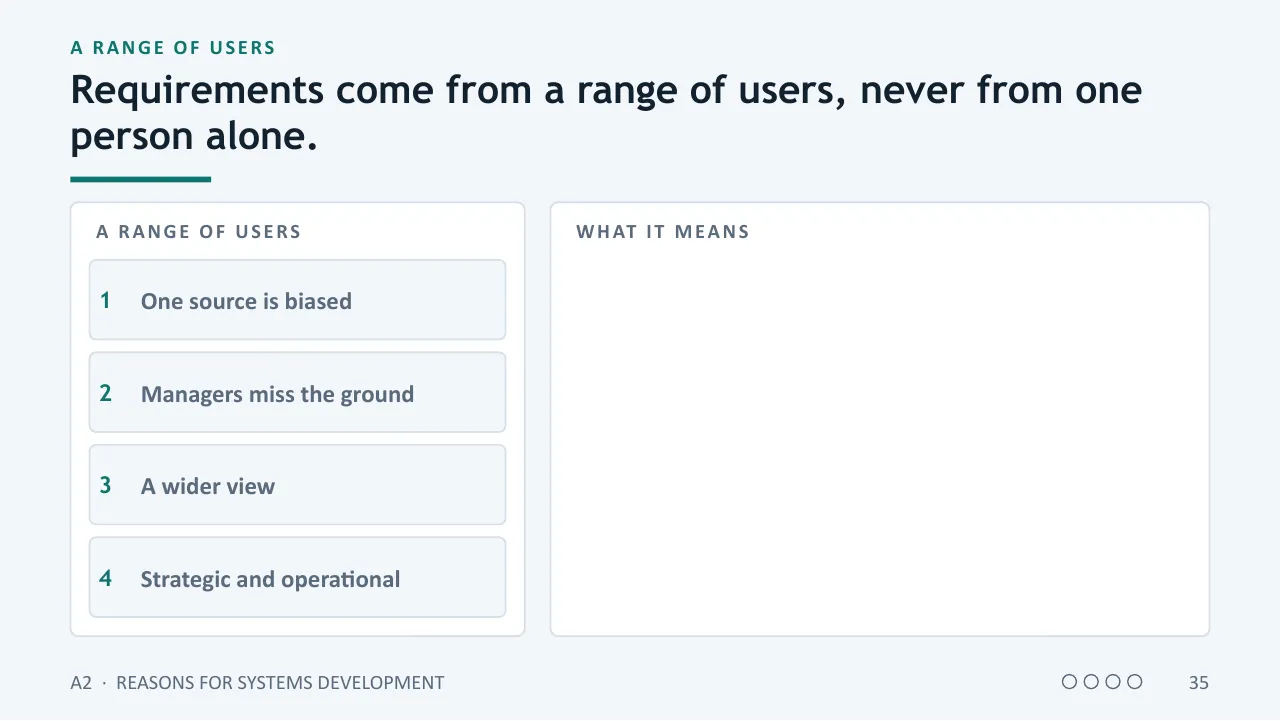 A RANGE OF USERS
Requirements come from a range of users, never from one
person alone.
A RANGE OF USERS
1 One source is biased
2 Managers miss the ground
3 A wider view
4 Strategic and operational
WHAT IT MEANS
A2 · REASONS FOR SYSTEMS DEVELOPMENT
35